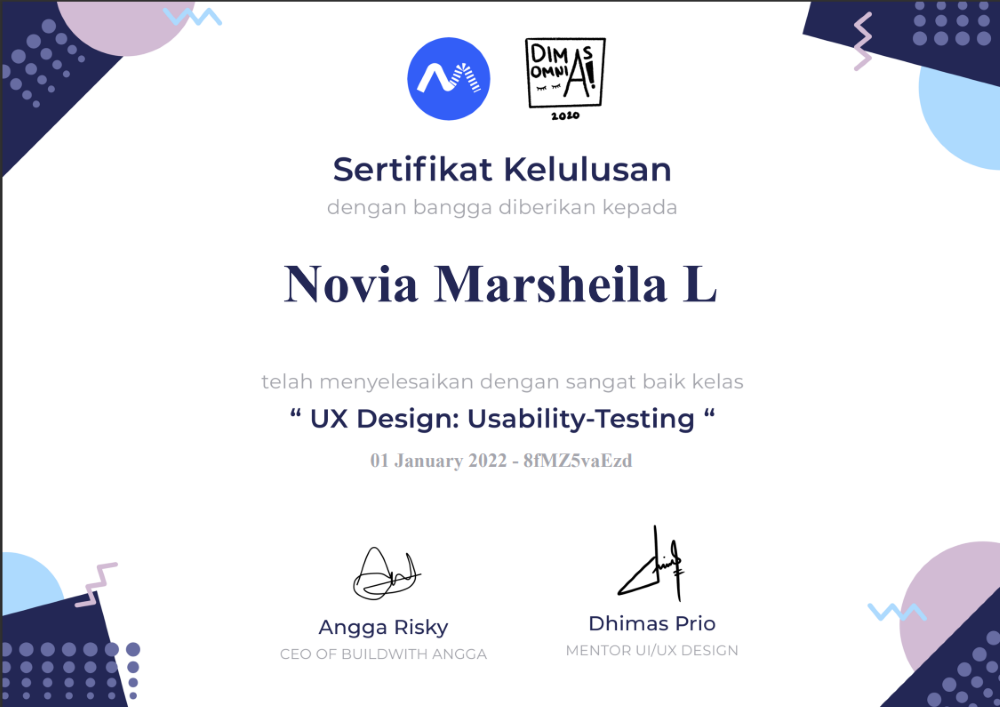 DIMAS
OMNIA!
2020
Sertifikat Kelulusan
dengan bangga diberikan kepada
Novia Marsheila L
telah menyelesaikan dengan sangat baik kelas
“ UX Design: Usability-Testing “
01 January 2022 - 8fMZ5vaEzd
Angga Risky
CEO OF BUILDWITH ANGGA
Dhimas Prio
MENTOR UI/UX DESIGN